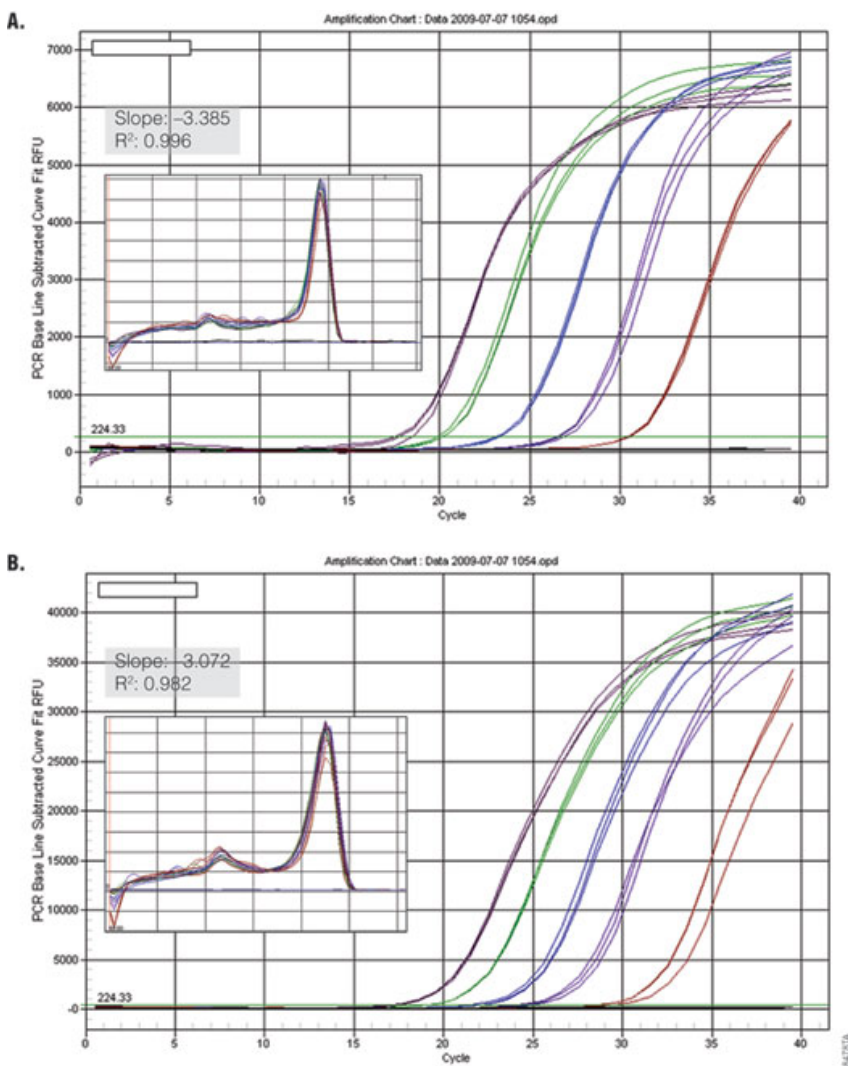 A.
Amplification Chart : Data 2009-07-07 1054.opd
PCR Base Line Subtracted Curve Fit RFU
7000
6000
5000
4000
3000
2000
1000
0
Slope: –3.385
R²: 0.996
224.33
0 5 10 15 20 25 30 35 40
Cycle
B.
Amplification Chart : Data 2009-07-07 1054.opd
PCR Base Line Subtracted Curve Fit RFU
40000
35000
30000
25000
20000
15000
10000
5000
-0
Slope: 3.072
R²: 0.982
224.33
0 5 10 15 20 25 30 35 40
Cycle